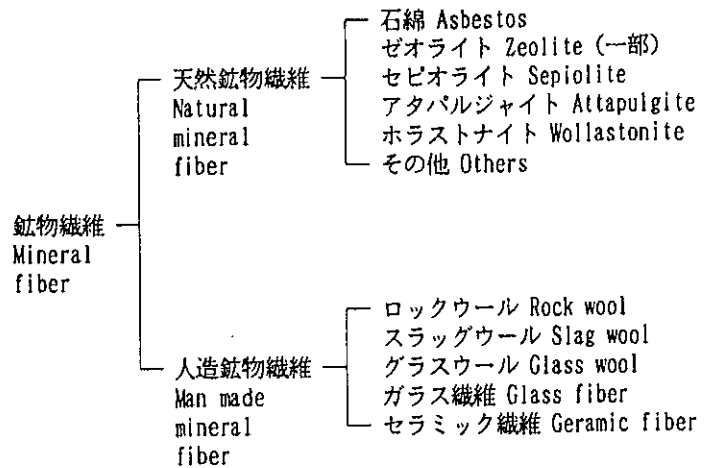 石綿 Asbestos
ゼオライト Zeolite (一部)
セピオライト Sepiolite
天然鉱物繊維
Natural
mineral
fiber
アタパルジャイト Attapulgite
ホラストナイト Wollastonite
その他 Others
鉱物繊維
Mineral
fiber
ロックウール Rock wool
スラッグウール Slag wool
グラスウール Glass wool
人造鉱物繊維
Man made
mineral
fiber
ガラス繊維 Glass fiber
セラミック繊維 Geramic fiber